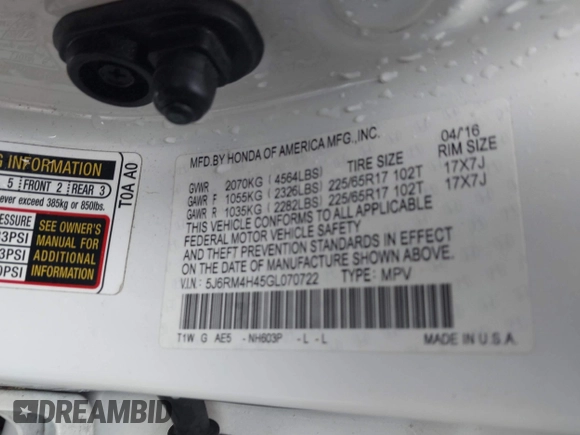 G INFORMATION
5 FRONT 2 REAR 3
ever exceed 385kg or 850lbs.
ESSURE
3PSI
3PSI
0PSI
SEE OWNER'S
MANUAL FOR
ADDITIONAL
INFORMATION
T0A A0
MFD.BY HONDA OF AMERICA MFG.,INC. 04/16
TIRE SIZE RIM SIZE
GVWR 2070KG (4564LBS)
GAWR F 1055KG (2326LBS) 225/65R17 102T 17X7J
GAWR R 1035KG (2282LBS) 225/65R17 102T 17X7J
THIS VEHICLE CONFORMS TO ALL APPLICABLE
FEDERAL MOTOR VEHICLE SAFETY
AND THEFT PREVENTION STANDARDS IN EFFECT
ON THE DATE OF MANUFACTURE SHOWN ABOVE.
V.I.N.: 5J6RM4H45GL070722 TYPE: MPV
T1W G AE5 - NH603P - L - L MADE IN U.S.A
DREAMBID